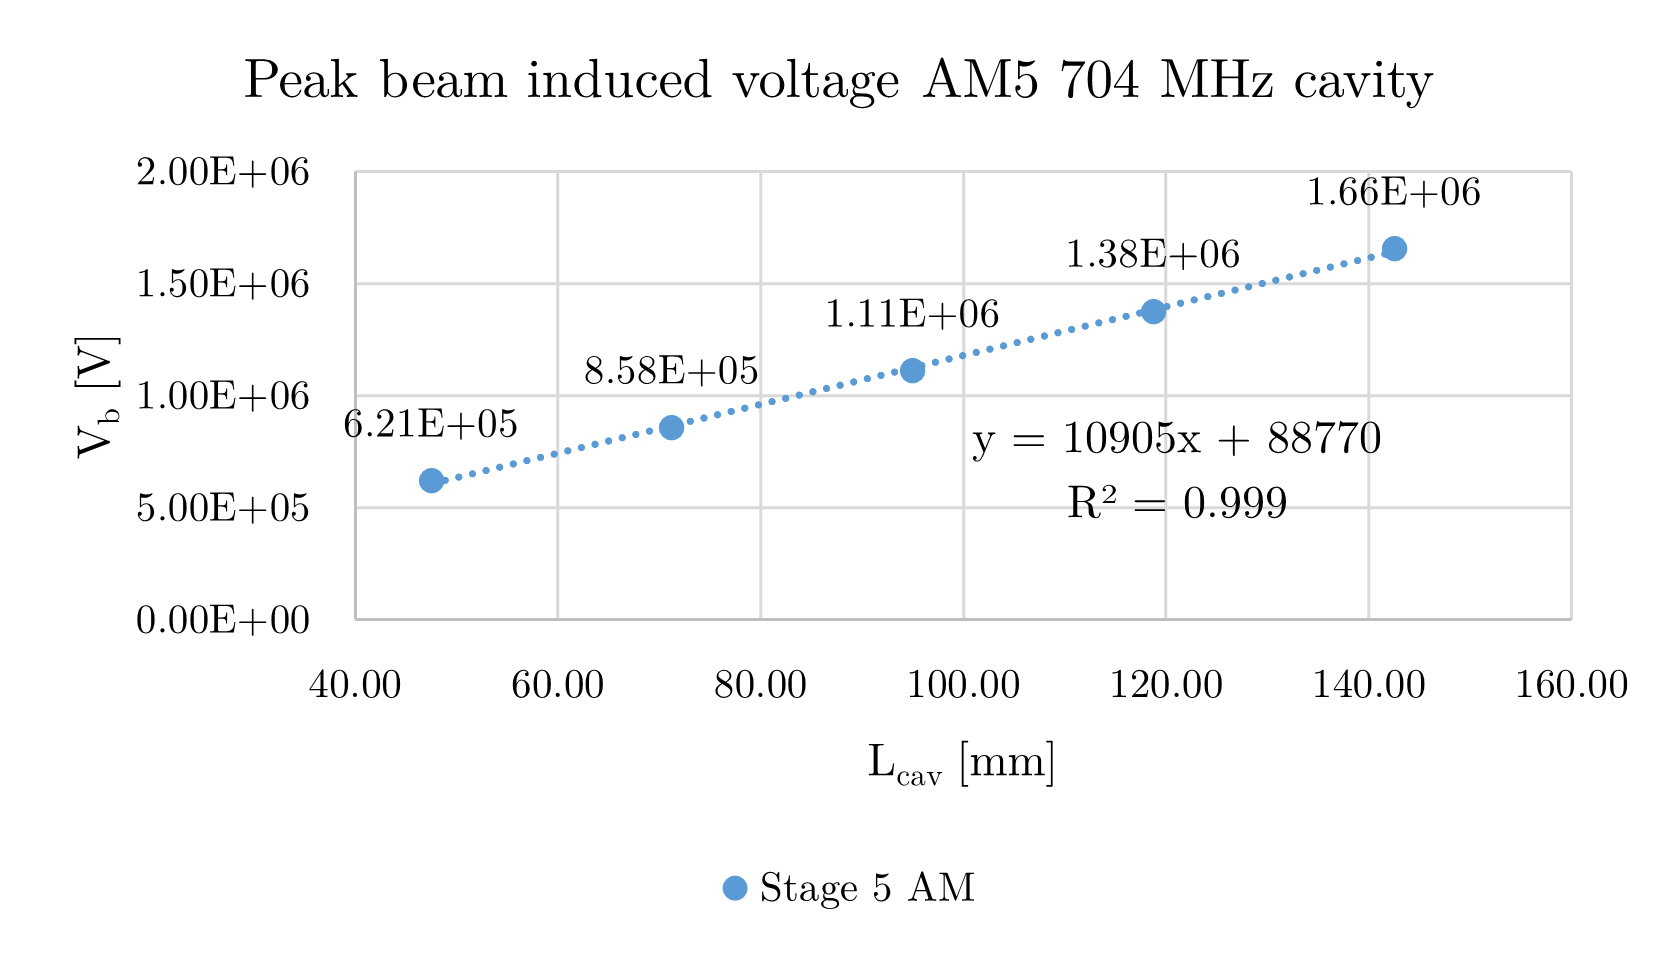 Peak beam induced voltage AM5 704 MHz cavity
2.00E+06
1.50E+06
1.00E+06
5.00E+05
0.00E+00
V_b [V]
6.21E+05
8.58E+05
1.11E+06
1.38E+06
1.66E+06
y = 10905x + 88770
R² = 0.999
40.00 60.00 80.00 100.00 120.00 140.00 160.00
L_cav [mm]
Stage 5 AM